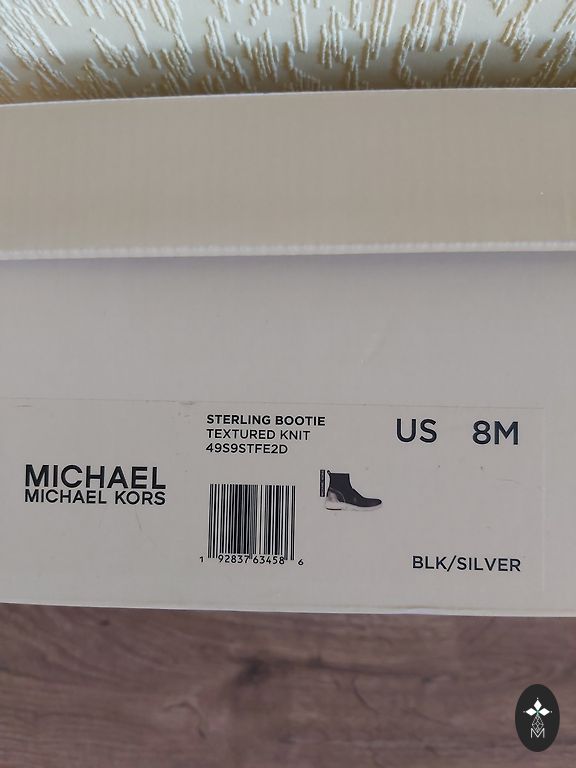 STERLING BOOTIE
TEXTURED KNIT
49S9STFE2D
US 8M
MICHAEL
MICHAEL KORS
1 92837 63458 6
BLK/SILVER
M